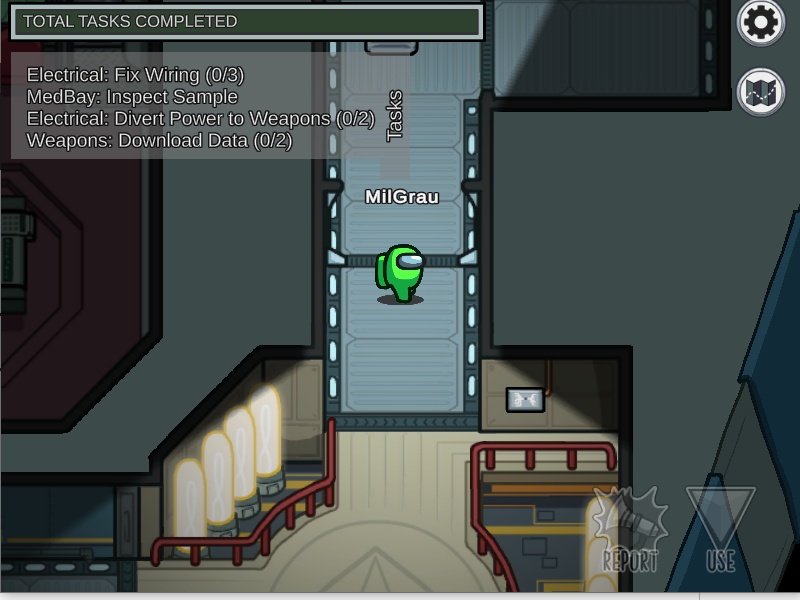 TOTAL TASKS COMPLETED
Electrical: Fix Wiring (0/3)
MedBay: Inspect Sample
Electrical: Divert Power to Weapons (0/2)
Weapons: Download Data (0/2)
Tasks
MilGrau
REPORT
USE